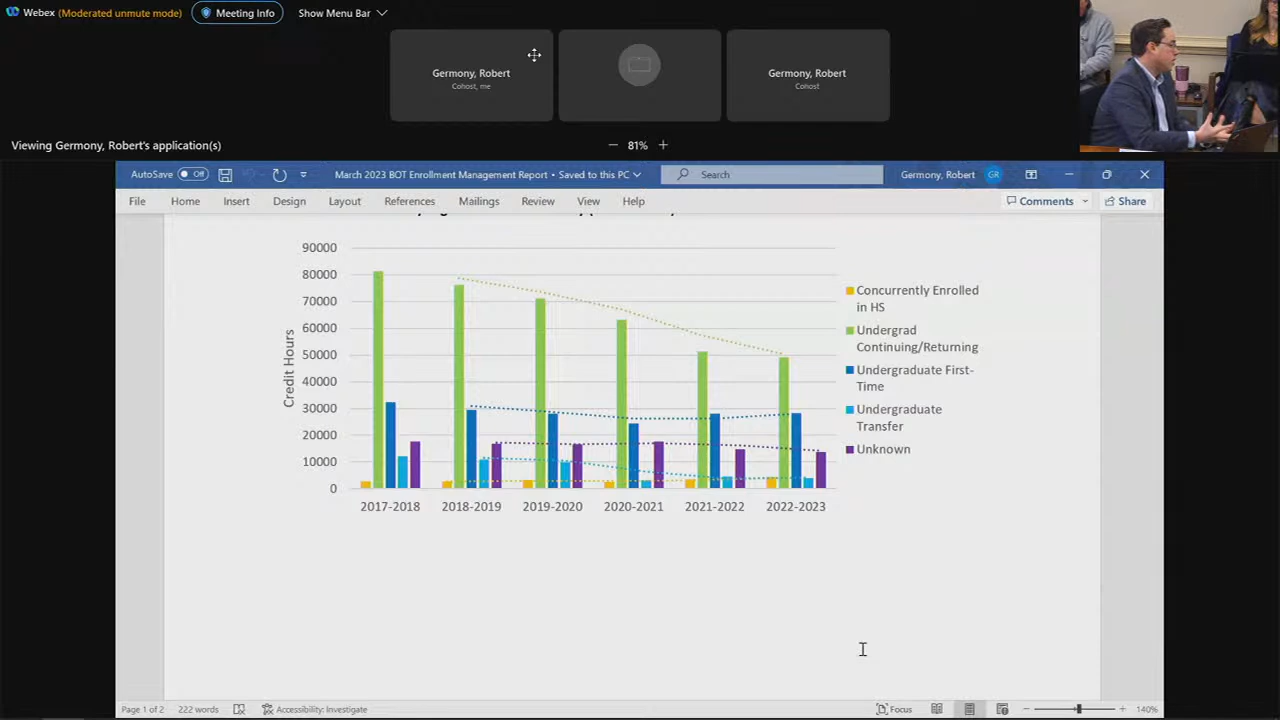 Webex (Moderated unmute mode) Meeting Info Show Menu Bar
Germony, Robert
Cohost, me
Germony, Robert
Cohost
Viewing Germony, Robert's application(s)
81%
AutoSave Off
March 2023 BOT Enrollment Management Report • Saved to this PC
Search
Germony, Robert GR
File Home Insert Design Layout References Mailings Review View Help
Comments Share
90000
80000
70000
60000
50000
40000
30000
20000
10000
0
Credit Hours
2017-2018 2018-2019 2019-2020 2020-2021 2021-2022 2022-2023
Concurrently Enrolled
in HS
Undergrad
Continuing/Returning
Undergraduate First-
Time
Undergraduate
Transfer
Unknown
Page 1 of 2 222 words Accessibility: Investigate
Focus 140%